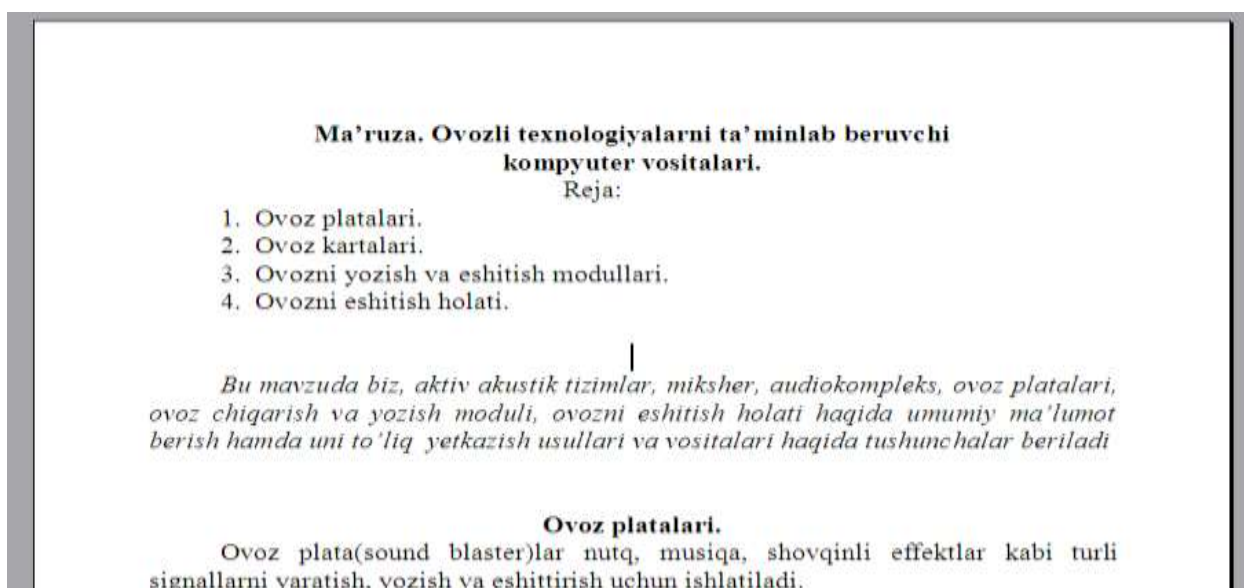 Ma’ruza. Ovozli texnologiyalarni ta’minlab beruvchi
kompyuter vositalari.
Reja:
1. Ovoz platalari.
2. Ovoz kartalari.
3. Ovozni yozish va eshitish modullari.
4. Ovozni eshitish holati.
Bu mavzuda biz, aktiv akustik tizimlar, miksher, audiokompleks, ovoz platalari,
ovoz chiqarish va yozish moduli, ovozni eshitish holati haqida umumiy ma’lumot
berish hamda uni to’liq yetkazish usullari va vositalari haqida tushunchalar beriladi
Ovoz platalari.
Ovoz plata(sound blaster)lar nutq, musiqa, shovqinli effektlar kabi turli
signallarni yaratish, yozish va eshittirish uchun ishlatiladi.